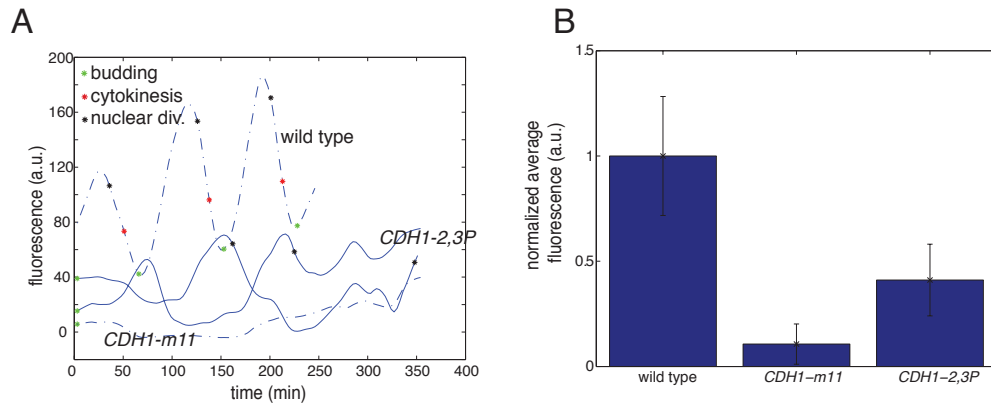 A
200
160
120
80
40
0
fluorescence (a.u.)
budding
cytokinesis
nuclear div.
wild type
CDH1-2,3P
CDH1-m11
0 50 100 150 200 250 300 350 400
time (min)
B
1.5
1
0.5
0
normalized average
fluorescence (a.u.)
wild type CDH1–m11 CDH1–2,3P